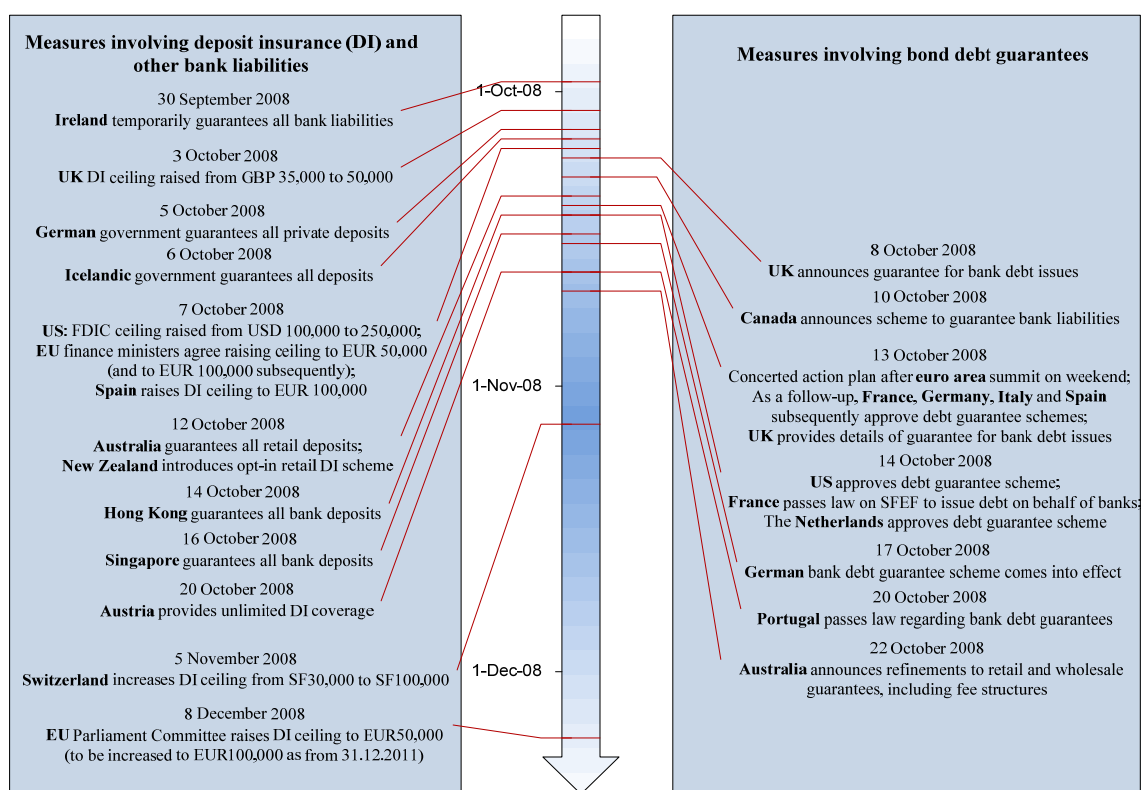 Measures involving deposit insurance (DI) and
other bank liabilities
30 September 2008
Ireland temporarily guarantees all bank liabilities
3 October 2008
UK DI ceiling raised from GBP 35,000 to 50,000
5 October 2008
German government guarantees all private deposits
6 October 2008
Icelandic government guarantees all deposits
7 October 2008
US: FDIC ceiling raised from USD 100,000 to 250,000;
EU finance ministers agree raising ceiling to EUR 50,000
(and to EUR 100,000 subsequently);
Spain raises DI ceiling to EUR 100,000
12 October 2008
Australia guarantees all retail deposits;
New Zealand introduces opt-in retail DI scheme
14 October 2008
Hong Kong guarantees all bank deposits
16 October 2008
Singapore guarantees all bank deposits
20 October 2008
Austria provides unlimited DI coverage
5 November 2008
Switzerland increases DI ceiling from SF30,000 to SF100,000
8 December 2008
EU Parliament Committee raises DI ceiling to EUR50,000
(to be increased to EUR100,000 as from 31.12.2011)
1-Oct-08
1-Nov-08
1-Dec-08
Measures involving bond debt guarantees
8 October 2008
UK announces guarantee for bank debt issues
10 October 2008
Canada announces scheme to guarantee bank liabilities
13 October 2008
Concerted action plan after euro area summit on weekend;
As a follow-up, France, Germany, Italy and Spain
subsequently approve debt guarantee schemes;
UK provides details of guarantee for bank debt issues
14 October 2008
US approves debt guarantee scheme;
France passes law on SFEF to issue debt on behalf of banks;
The Netherlands approves debt guarantee scheme
17 October 2008
German bank debt guarantee scheme comes into effect
20 October 2008
Portugal passes law regarding bank debt guarantees
22 October 2008
Australia announces refinements to retail and wholesale
guarantees, including fee structures